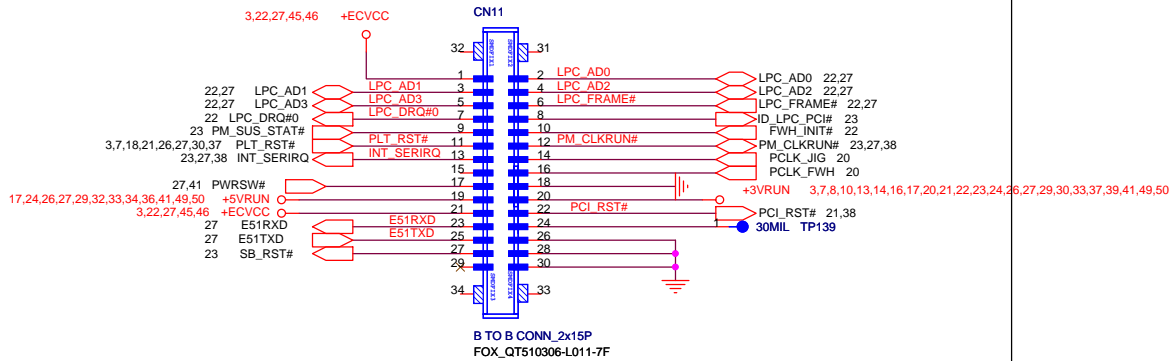 CN11
3,22,27,45,46 +ECVCC
32 31
SMDFIX1 SMDFIX2
1 2 LPC_AD0 LPC_AD0 22,27
22,27 LPC_AD1 LPC_AD1 3 4 LPC_AD2 LPC_AD2 22,27
22,27 LPC_AD3 LPC_AD3 5 6 LPC_FRAME# LPC_FRAME# 22,27
22 LPC_DRQ#0 LPC_DRQ#0 7 8 ID_LPC_PCI# 23
23 PM_SUS_STAT# 9 10 FWH_INIT# 22
3,7,18,21,26,27,30,37 PLT_RST# PLT_RST# 11 12 PM_CLKRUN# PM_CLKRUN# 23,27,38
23,27,38 INT_SERIRQ INT_SERIRQ 13 14 PCLK_JIG 20
15 16 PCLK_FWH 20
27,41 PWRSW# 17 18
+3VRUN 3,7,8,10,13,14,16,17,20,21,22,23,24,26,27,29,30,33,37,39,41,49,50
17,24,26,27,29,32,33,34,36,41,49,50 +5VRUN 19 20
3,22,27,45,46 +ECVCC 21 22 PCI_RST# PCI_RST# 21,38
27 E51RXD E51RXD 23 24 1 30MIL TP139
27 E51TXD E51TXD 25 26
23 SB_RST# 27 28
29 30
SMDFIX3 SMDFIX4
34 33
B TO B CONN_2x15P
FOX_QT510306-L011-7F